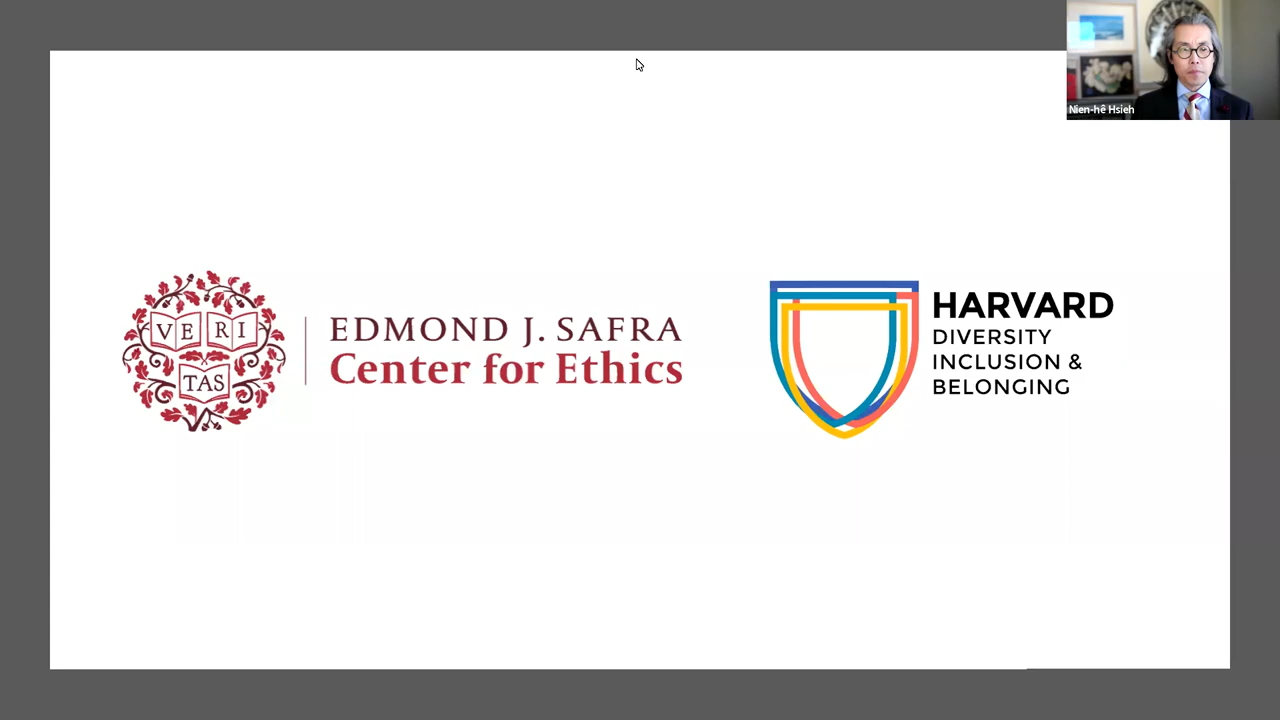 VE RI
TAS
EDMOND J. SAFRA
Center for Ethics
HARVARD
DIVERSITY
INCLUSION &
BELONGING
Nien-hê Hsieh